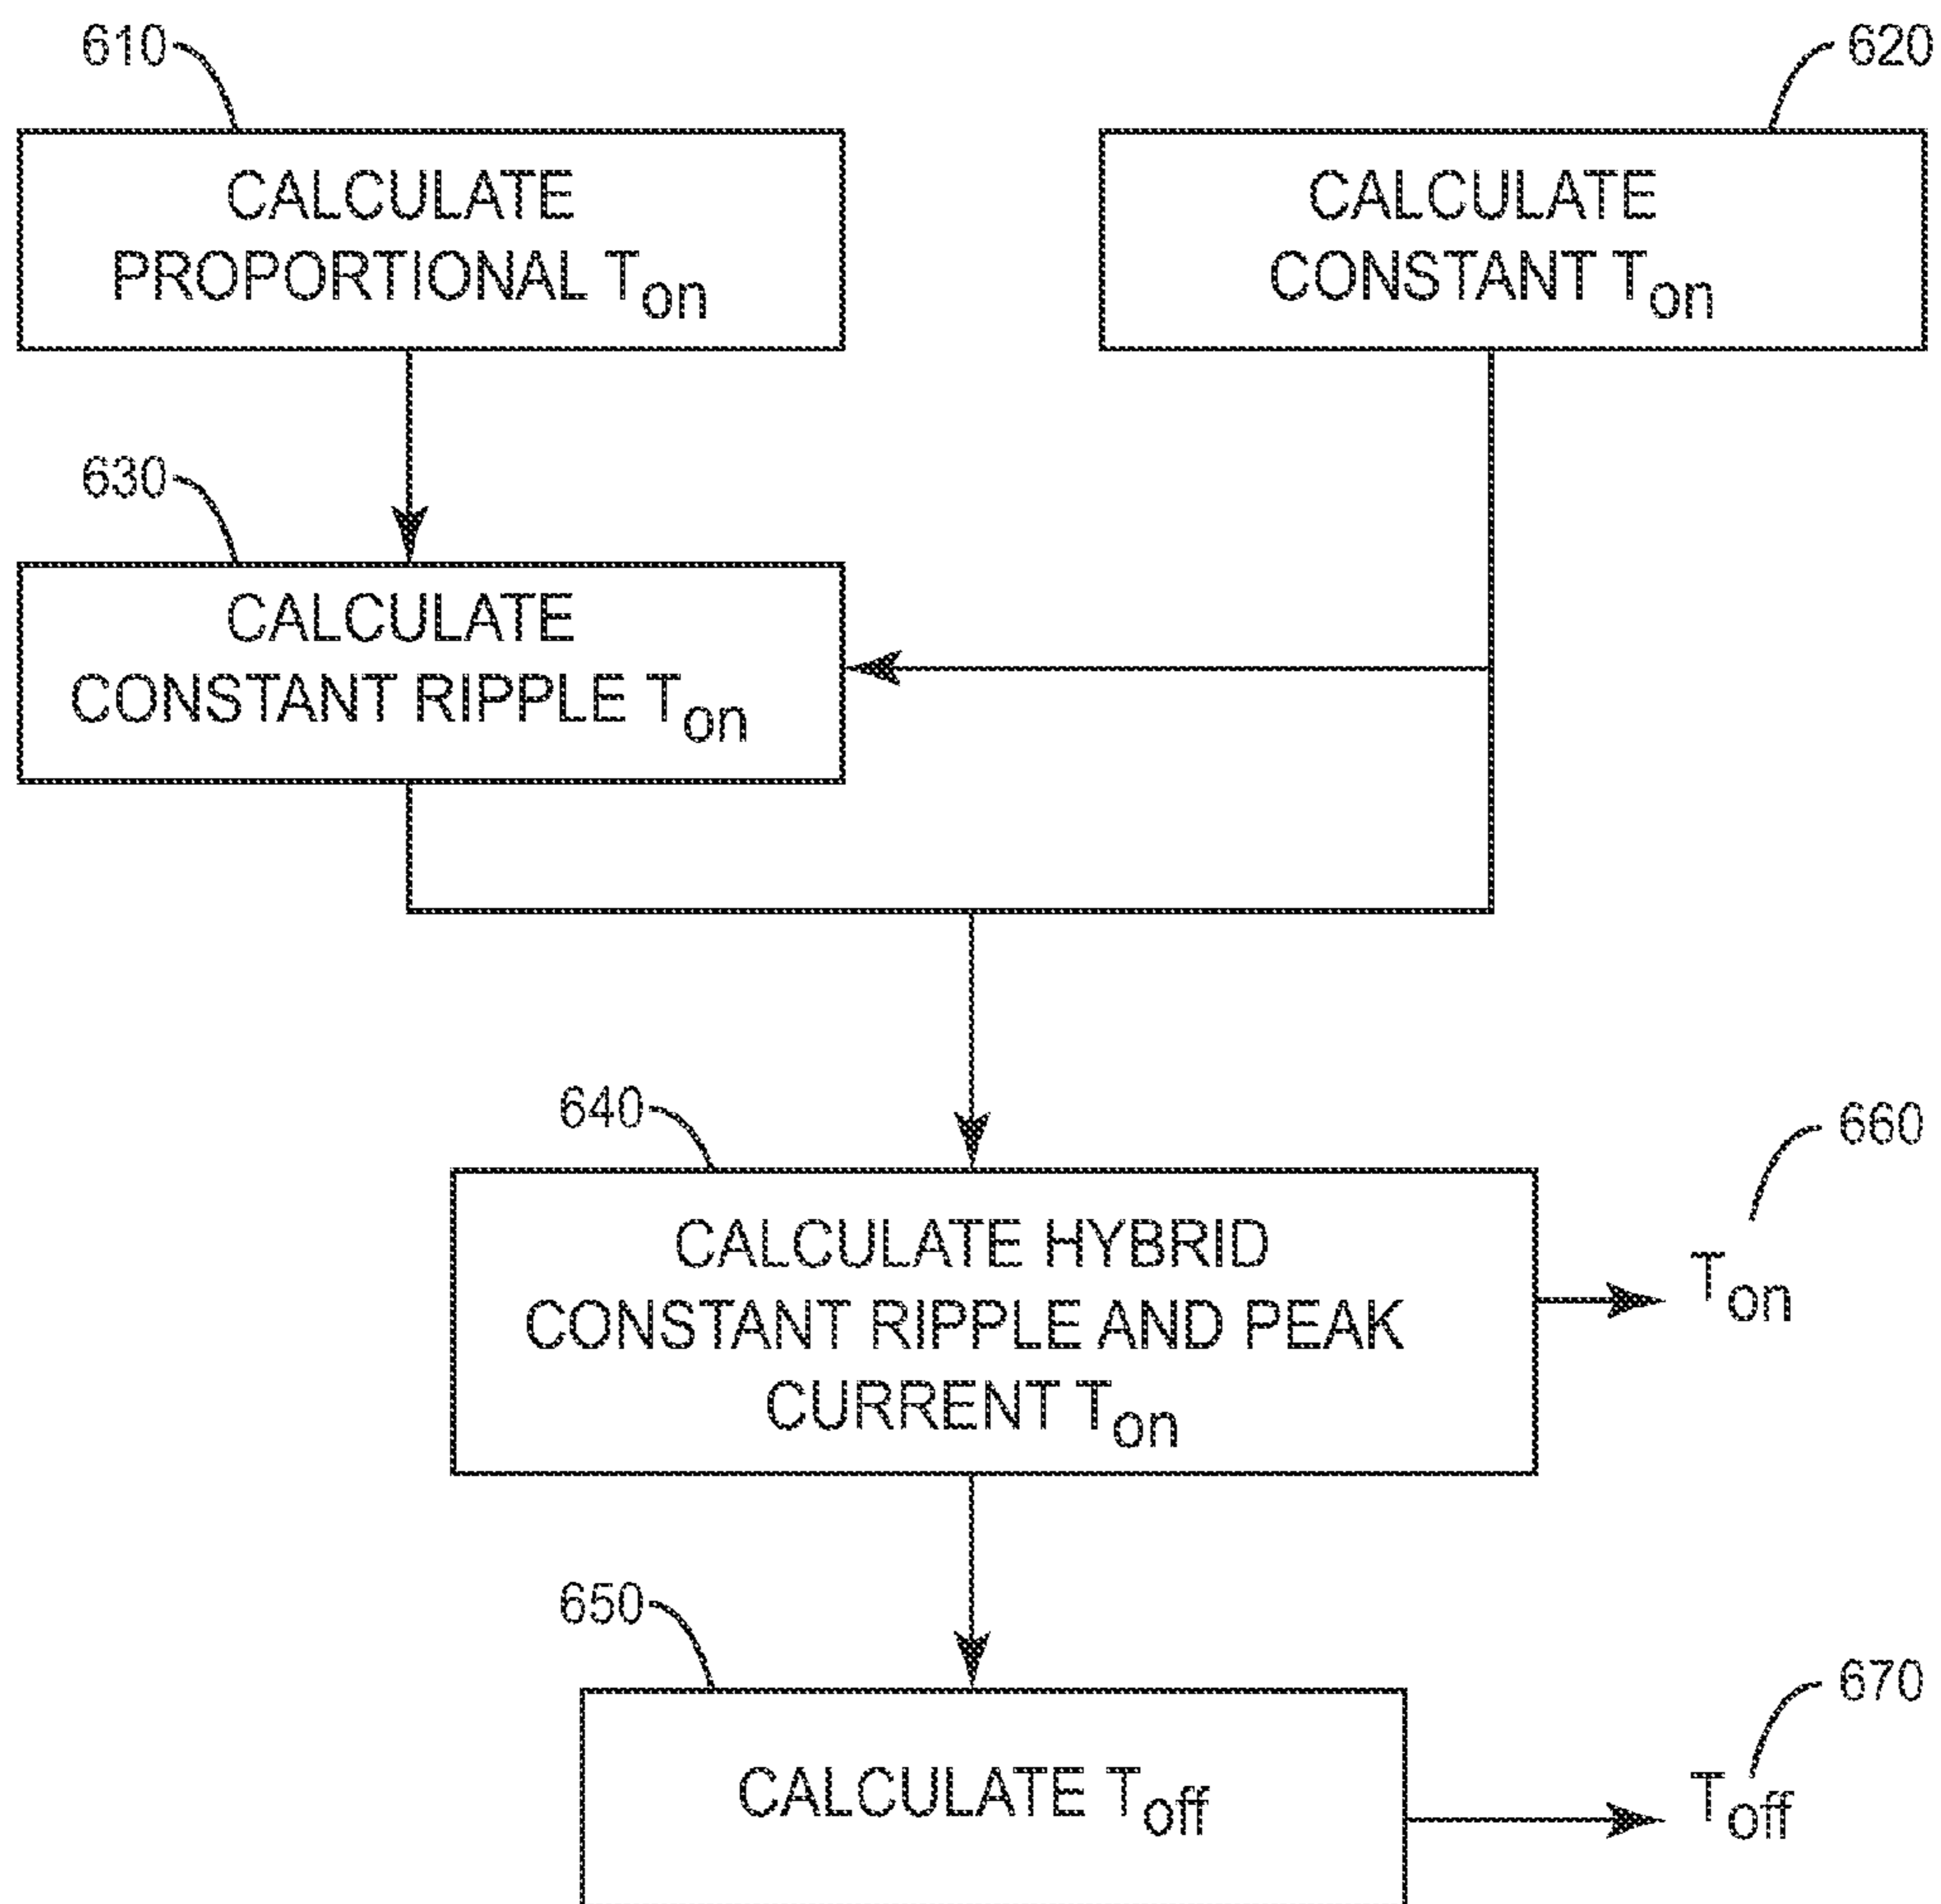 610
620
CALCULATE
PROPORTIONAL Ton
CALCULATE
CONSTANT Ton
630
CALCULATE
CONSTANT RIPPLE Ton
640
660
CALCULATE HYBRID
CONSTANT RIPPLE AND PEAK
CURRENT Ton
Ton
650
670
CALCULATE Toff
Toff